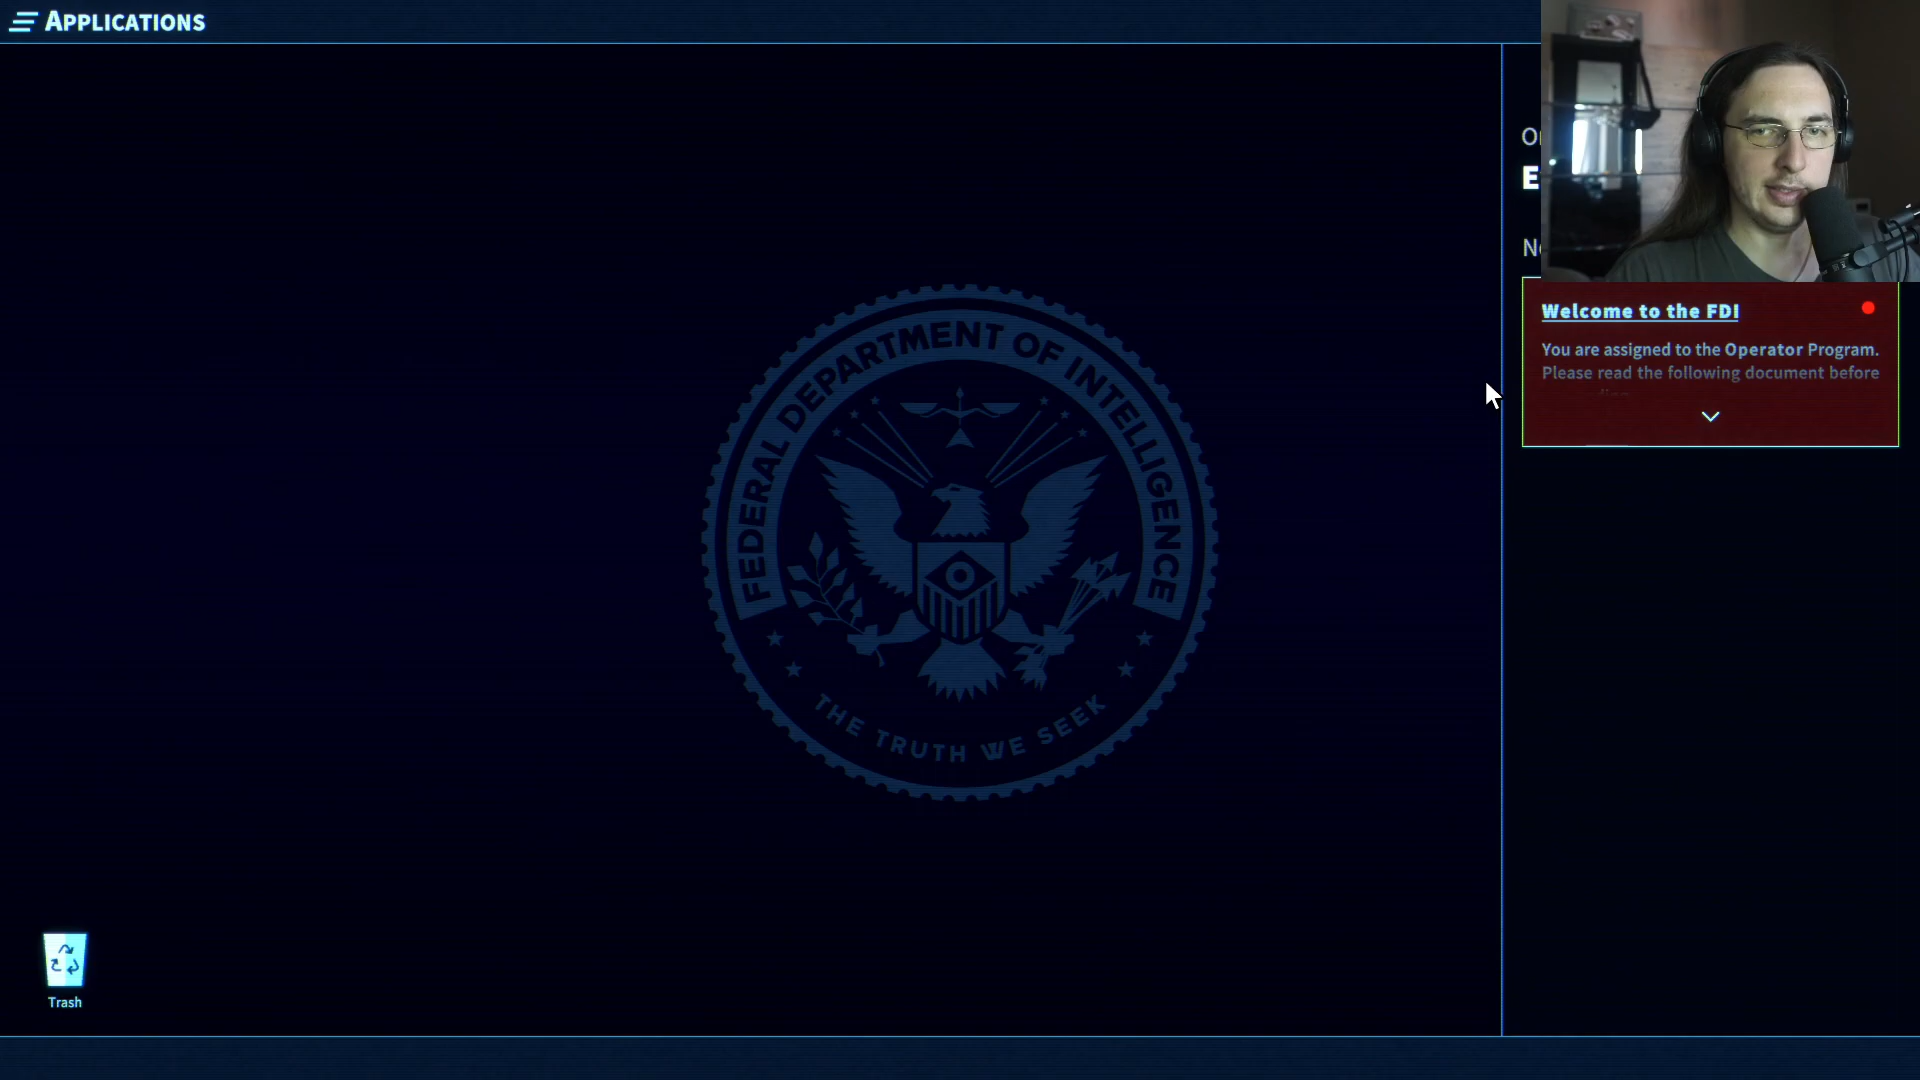 APPLICATIONS
E
Welcome to the FDI
You are assigned to the Operator Program.
Please read the following document before
FEDERAL DEPARTMENT OF INTELLIGENCE
THE TRUTH WE SEEK
Trash